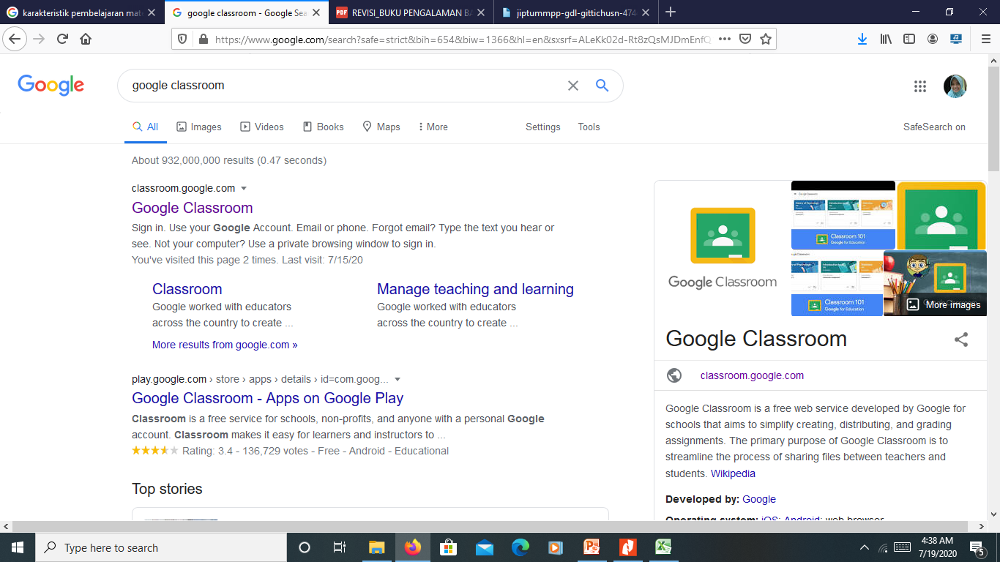 karakteristik pembelajaran mat
google classroom - Google Sea
REVISI_BUKU PENGALAMAN BA
jiptummpp-gdl-gittichusn-474
https://www.google.com/search?safe=strict&bih=654&biw=1366&hl=en&sxsrf=ALeKk02d-Rt8zQsMJDmEnfQ
Google
google classroom
All Images Videos Books Maps More Settings Tools SafeSearch on
About 932,000,000 results (0.47 seconds)
classroom.google.com
Google Classroom
Sign in. Use your Google Account. Email or phone. Forgot email? Type the text you hear or
see. Not your computer? Use a private browsing window to sign in.
You've visited this page 2 times. Last visit: 7/15/20
Classroom
Google worked with educators
across the country to create ...
Manage teaching and learning
Google worked with educators
across the country to create ...
More results from google.com »
play.google.com › store › apps › details › id=com.goog...
Google Classroom - Apps on Google Play
Classroom is a free service for schools, non-profits, and anyone with a personal Google
account. Classroom makes it easy for learners and instructors to ...
Rating: 3.4 - 136,729 votes - Free - Android - Educational
Top stories
Google Classroom
Classroom 101
Google for Education
Classroom 101
Google for Education
More images
Google Classroom
classroom.google.com
Google Classroom is a free web service developed by Google for
schools that aims to simplify creating, distributing, and grading
assignments. The primary purpose of Google Classroom is to
streamline the process of sharing files between teachers and
students. Wikipedia
Developed by: Google
Operating system: iOS; Android; web browser
Type here to search
4:38 AM
7/19/2020
5